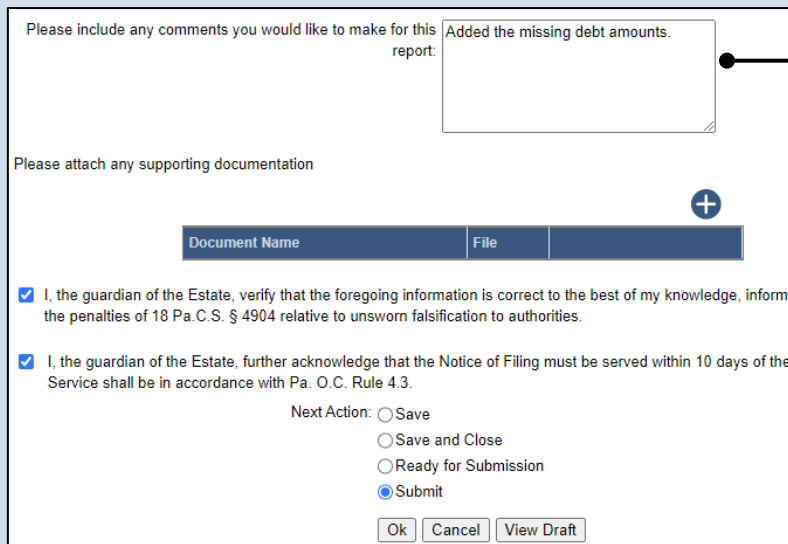 Please include any comments you would like to make for this
report:
Added the missing debt amounts.
Please attach any supporting documentation
Document Name File
I, the guardian of the Estate, verify that the foregoing information is correct to the best of my knowledge, inform
the penalties of 18 Pa.C.S. § 4904 relative to unsworn falsification to authorities.
I, the guardian of the Estate, further acknowledge that the Notice of Filing must be served within 10 days of the
Service shall be in accordance with Pa. O.C. Rule 4.3.
Next Action: Save
Save and Close
Ready for Submission
Submit
Ok Cancel View Draft